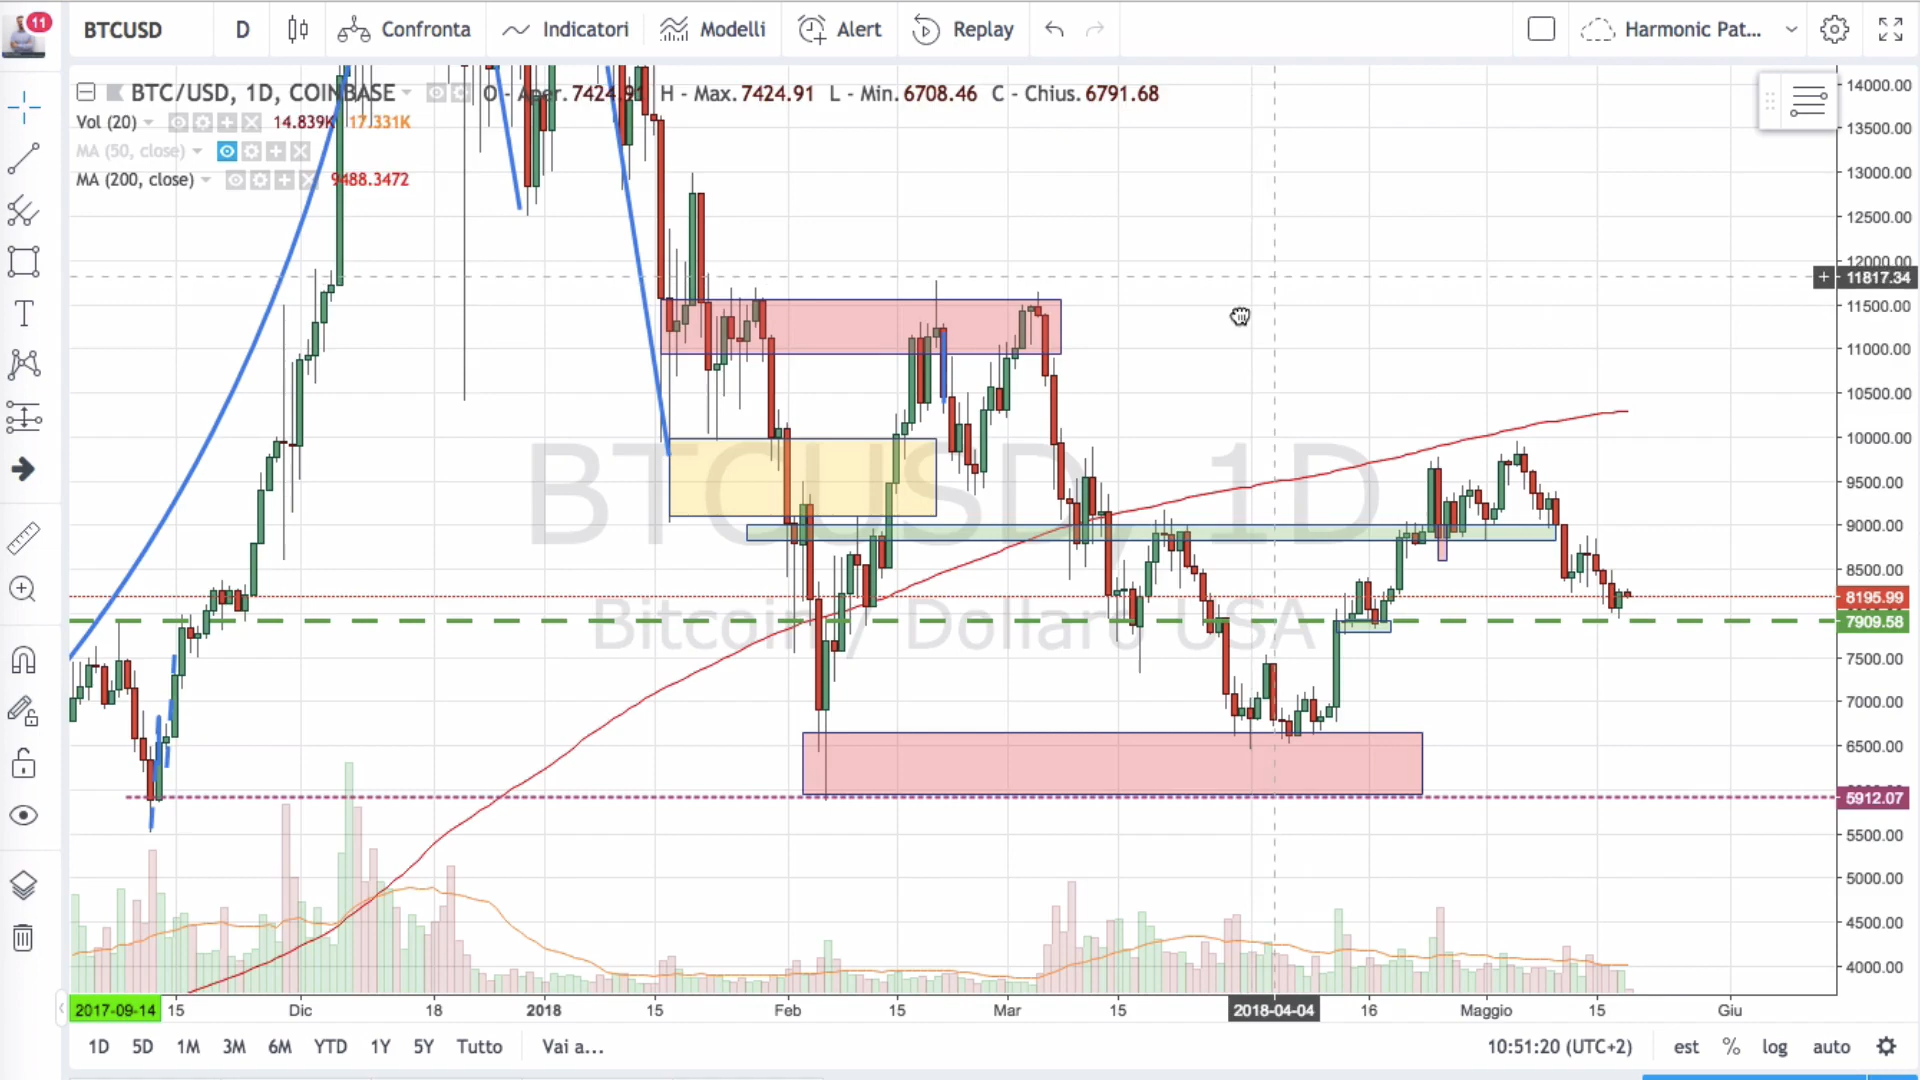 11
BTCUSD D Confronta Indicatori Modelli Alert Replay Harmonic Pat...
BTC/USD, 1D, COINBASE O - Aper. 7424.91 H - Max. 7424.91 L - Min. 6708.46 C - Chius. 6791.68
Vol (20) 14.839K 17.331K
MA (50, close)
MA (200, close) 9488.3472
BTCUSD, 1D
Bitcoin / Dollaro USA
14000.00
13500.00
13000.00
12500.00
12000.00
11817.34
11500.00
11000.00
10500.00
10000.00
9500.00
9000.00
8500.00
8195.99
7909.58
7500.00
7000.00
6500.00
5912.07
5500.00
5000.00
4500.00
4000.00
2017-09-14 15 Dic 18 2018 15 Feb 15 Mar 15 2018-04-04 16 Maggio 15 Giu
1D 5D 1M 3M 6M YTD 1Y 5Y Tutto Vai a... 10:51:20 (UTC+2) est % log auto